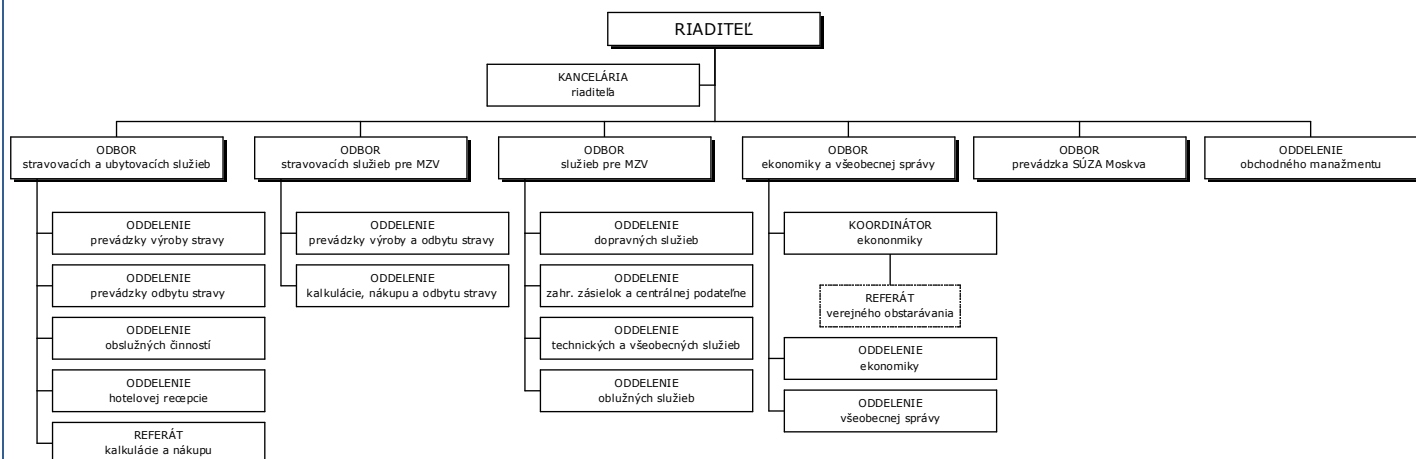 RIADITEĽ
KANCELÁRIA
riaditeľa
ODBOR
stravovacích a ubytovacích služieb
ODBOR
stravovacích služieb pre MZV
ODBOR
služieb pre MZV
ODBOR
ekonomiky a všeobecnej správy
ODBOR
prevádzka SÚZA Moskva
ODDELENIE
obchodného manažmentu
ODDELENIE
prevádzky výroby stravy
ODDELENIE
prevádzky odbytu stravy
ODDELENIE
obslužných činností
ODDELENIE
hotelovej recepcie
REFERÁT
kalkulácie a nákupu
ODDELENIE
prevádzky výroby a odbytu stravy
ODDELENIE
kalkulácie, nákupu a odbytu stravy
ODDELENIE
dopravných služieb
ODDELENIE
zahr. zásielok a centrálnej podateľne
ODDELENIE
technických a všeobecných služieb
ODDELENIE
oblužných služieb
KOORDINÁTOR
ekononmiky
REFERÁT
verejného obstarávania
ODDELENIE
ekonomiky
ODDELENIE
všeobecnej správy